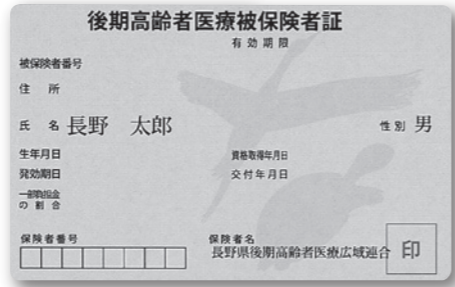 後期高齢者医療被保険者証
有効期限
被保険者番号
住 所
氏 名 長野 太郎 性別 男
生年月日 資格取得年月日
発効期日 交付年月日
一部負担金
の割合
保険者番号 保険者名
長野県後期高齢者医療広域連合 印